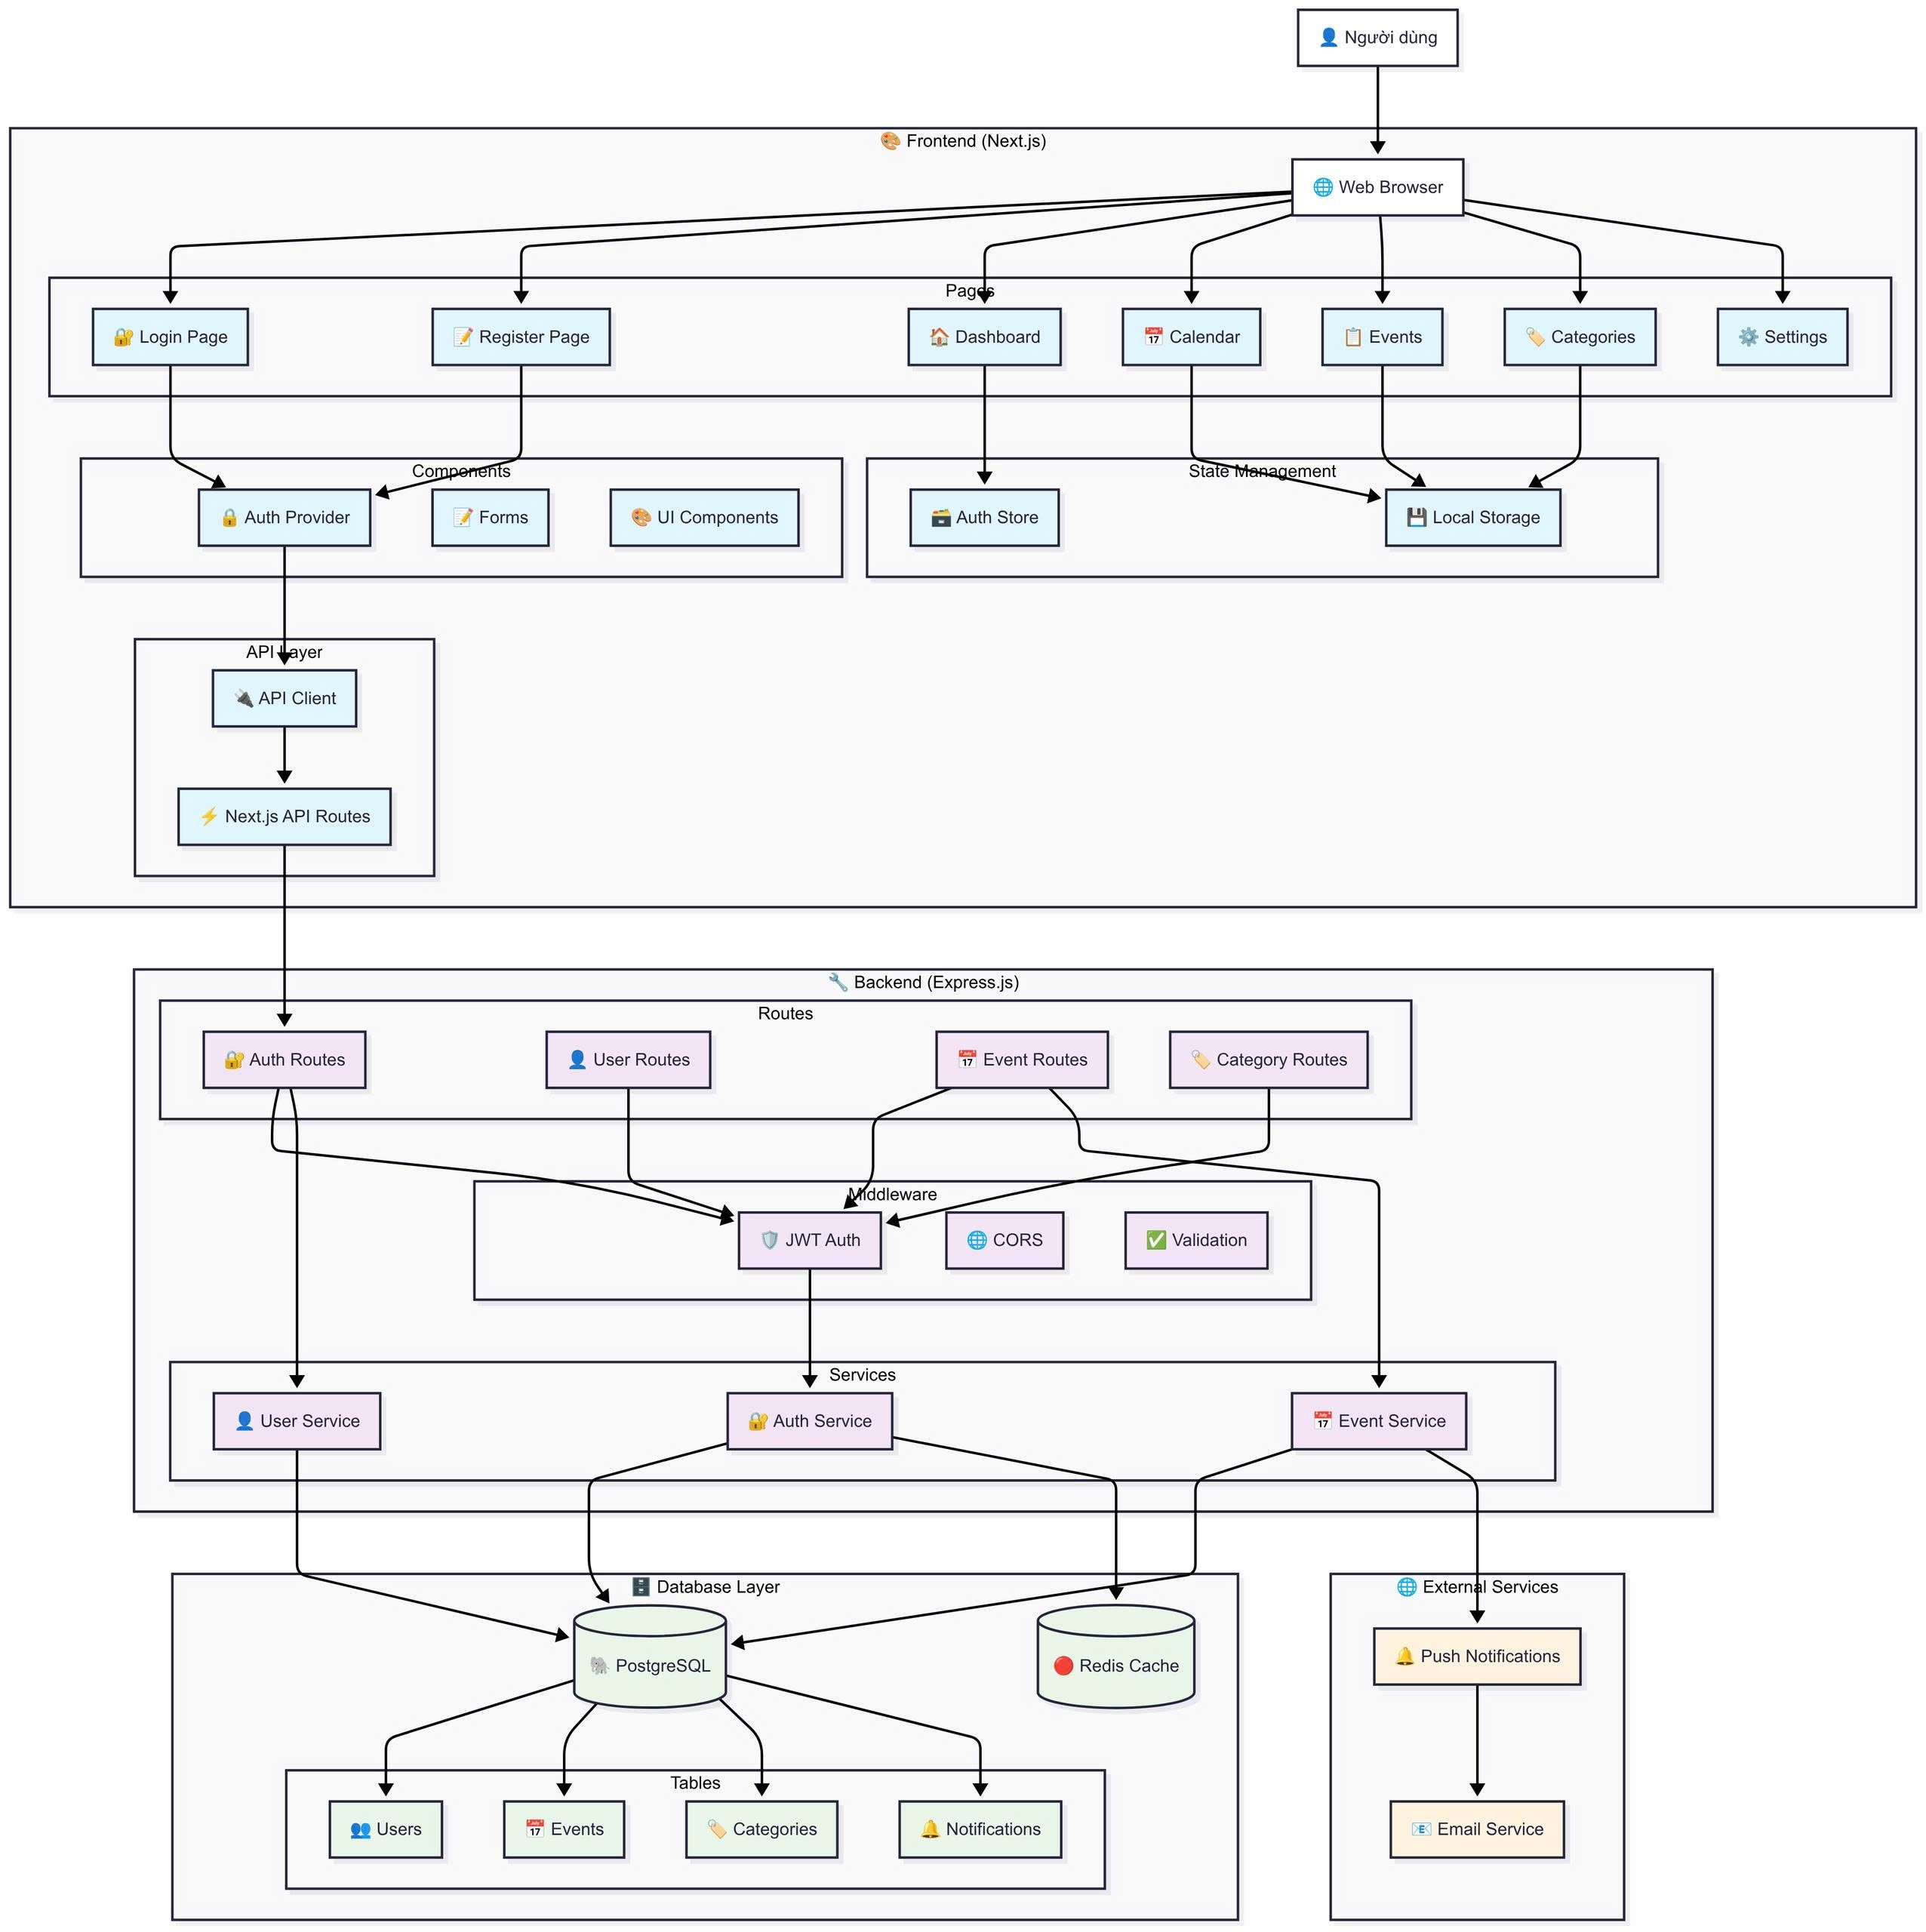 👤 Người dùng
🎨 Frontend (Next.js)
🌐 Web Browser
Pages
🔐 Login Page
📝 Register Page
🏠 Dashboard
📅 Calendar
📋 Events
🏷️ Categories
⚙️ Settings
Components
🔒 Auth Provider
📝 Forms
🎨 UI Components
State Management
🗃️ Auth Store
💾 Local Storage
API Layer
🔌 API Client
⚡ Next.js API Routes
🔧 Backend (Express.js)
Routes
🔐 Auth Routes
👤 User Routes
📅 Event Routes
🏷️ Category Routes
Middleware
🛡️ JWT Auth
🌐 CORS
✅ Validation
Services
👤 User Service
🔐 Auth Service
📅 Event Service
🗄️ Database Layer
🐘 PostgreSQL
🔴 Redis Cache
Tables
👥 Users
📅 Events
🏷️ Categories
🔔 Notifications
🌐 External Services
🔔 Push Notifications
📧 Email Service